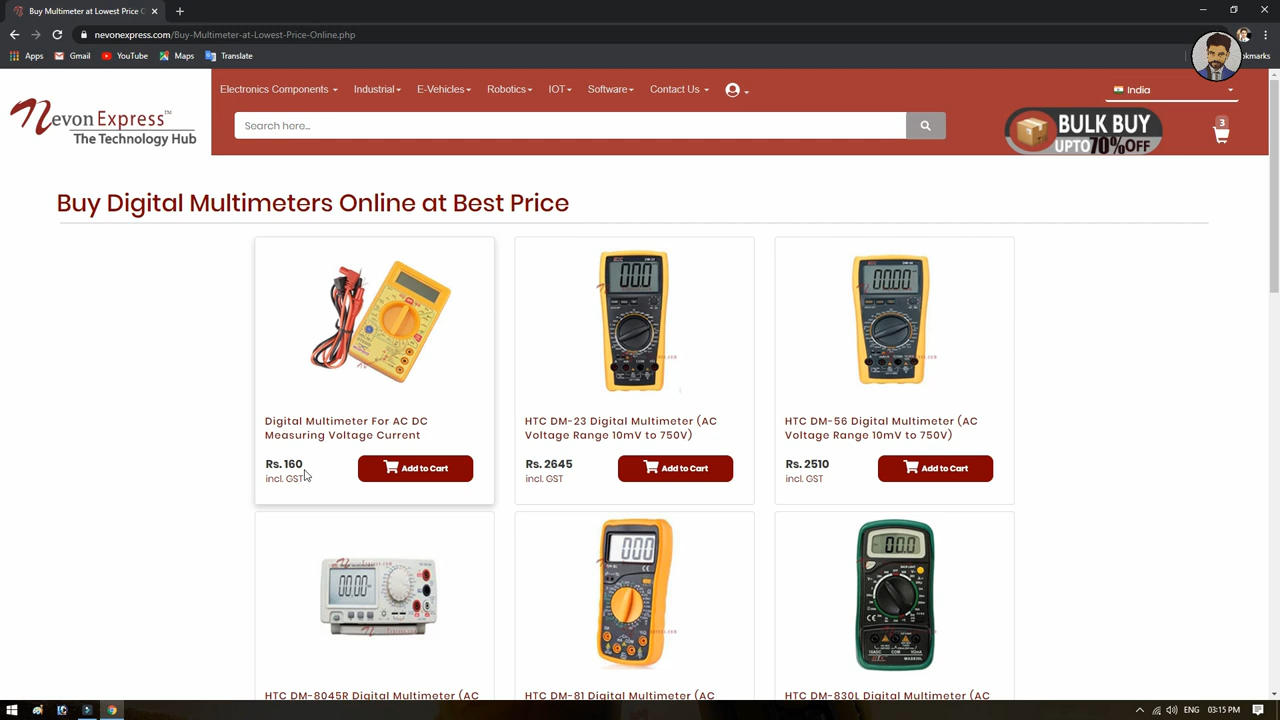 Buy Multimeter at Lowest Price O
nevonexpress.com/Buy-Multimeter-at-Lowest-Price-Online.php
Apps
Gmail
YouTube
Maps
Translate
Nevon Express™
The Technology Hub
Electronics Components
Industrial
E-Vehicles
Robotics
IOT
Software
Contact Us
India
Search here...
BULK BUY
UPTO 70% OFF
3
Buy Digital Multimeters Online at Best Price
Digital Multimeter For AC DC
Measuring Voltage Current
Rs. 160
incl. GST
Add to Cart
HTC DM-23 Digital Multimeter (AC
Voltage Range 10mV to 750V)
Rs. 2645
incl. GST
Add to Cart
HTC DM-56 Digital Multimeter (AC
Voltage Range 10mV to 750V)
Rs. 2510
incl. GST
Add to Cart
HTC DM-8045R Digital Multimeter (AC
HTC DM-81 Digital Multimeter (AC
HTC DM-830L Digital Multimeter (AC
ENG
03:15 PM